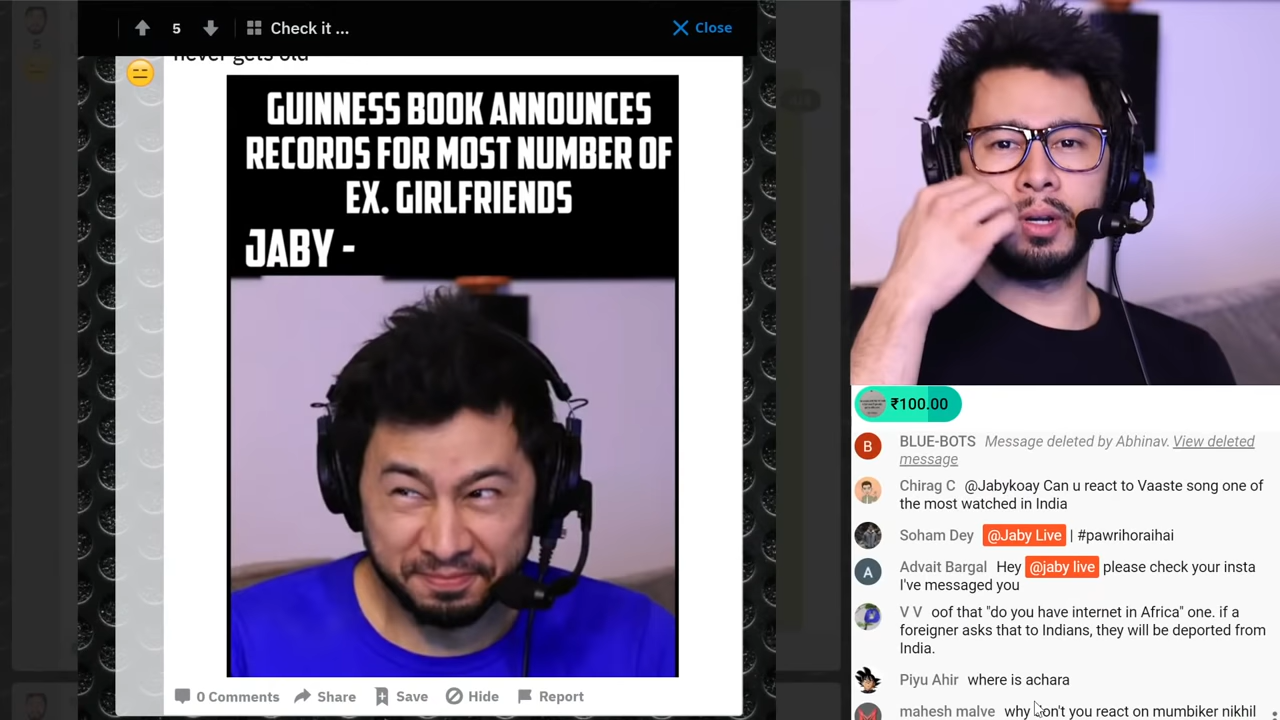 5
Check it ...
Close
never gets old
GUINNESS BOOK ANNOUNCES
RECORDS FOR MOST NUMBER OF
EX. GIRLFRIENDS
JABY -
0 Comments
Share
Save
Hide
Report
₹100.00
B
BLUE-BOTS Message deleted by Abhinav. View deleted
message
Chirag C @Jabykoay Can u react to Vaaste song one of
the most watched in India
Soham Dey @Jaby Live | #pawrihoraihai
A
Advait Bargal Hey @jaby live please check your insta
I've messaged you
V V oof that "do you have internet in Africa" one. if a
foreigner asks that to Indians, they will be deported from
India.
Piyu Ahir where is achara
mahesh malve why don't you react on mumbiker nikhil